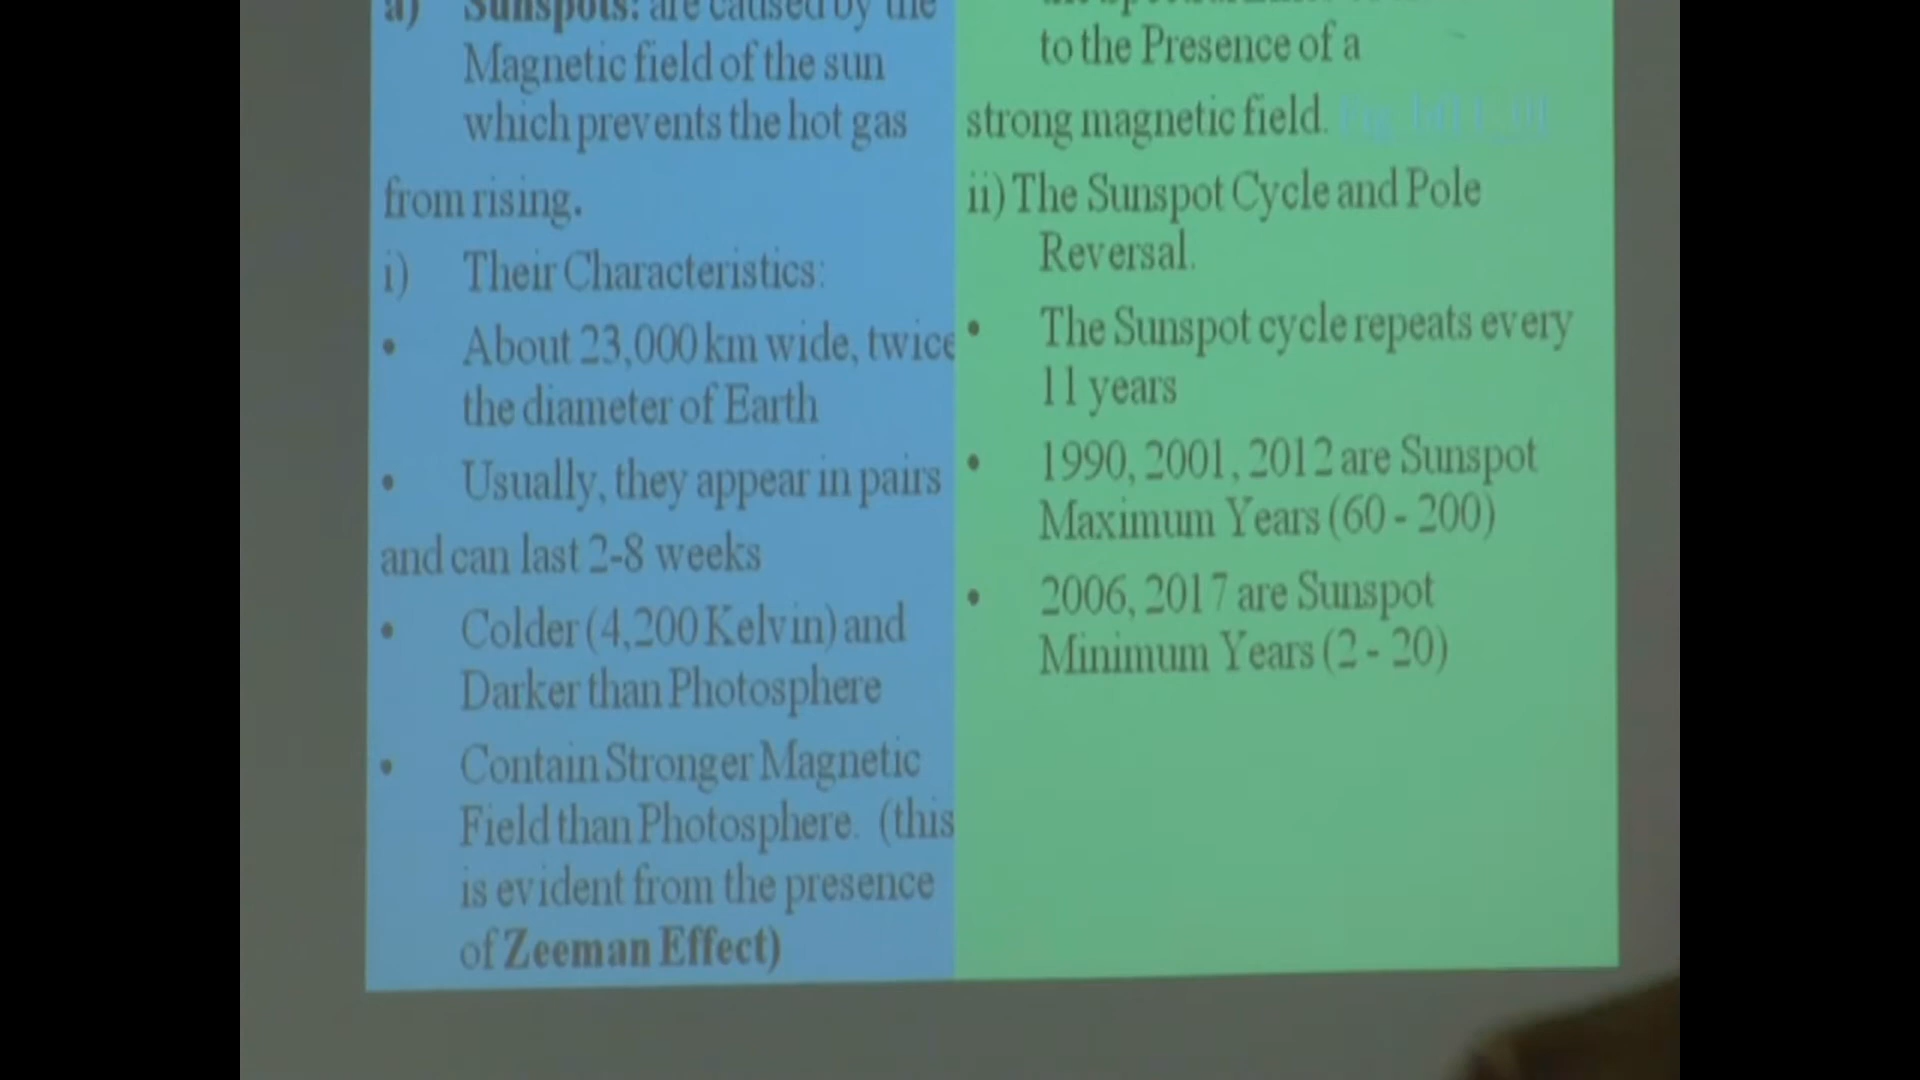 a) Sunspots: are caused by the
Magnetic field of the sun
which prevents the hot gas
from rising.
i) Their Characteristics:
• About 23,000 km wide, twice
the diameter of Earth
• Usually, they appear in pairs
and can last 2-8 weeks
• Colder (4,200 Kelvin) and
Darker than Photosphere
• Contain Stronger Magnetic
Field than Photosphere. (this
is evident from the presence
of Zeeman Effect)
to the Presence of a
strong magnetic field.
ii) The Sunspot Cycle and Pole
Reversal.
• The Sunspot cycle repeats every
11 years
• 1990, 2001, 2012 are Sunspot
Maximum Years (60 - 200)
• 2006, 2017 are Sunspot
Minimum Years (2 - 20)